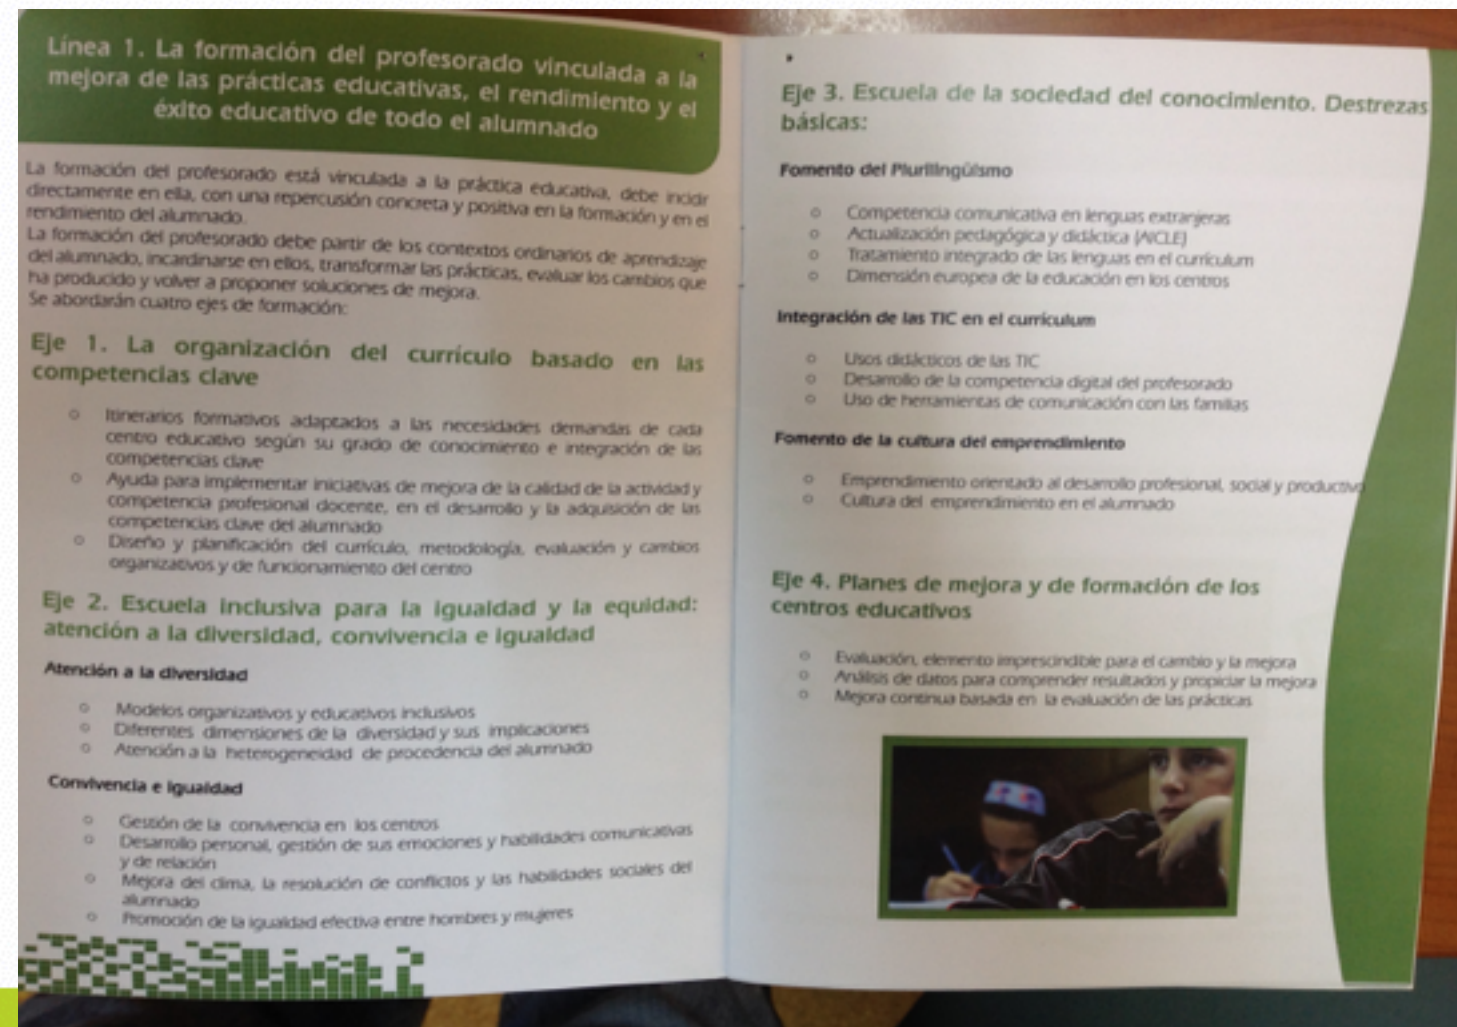 Línea 1. La formación del profesorado vinculada a la
mejora de las prácticas educativas, el rendimiento y el
éxito educativo de todo el alumnado
La formación del profesorado está vinculada a la práctica educativa, debe incidir
directamente en ella, con una repercusión concreta y positiva en la formación y en el
rendimiento del alumnado.
La formación del profesorado debe partir de los contextos ordinarios de aprendizaje
del alumnado, incardinarse en ellos, transformar las prácticas, evaluar los cambios que
ha producido y volver a proponer soluciones de mejora.
Se abordarán cuatro ejes de formación:
Eje 1. La organización del currículo basado en las
competencias clave
o Itinerarios formativos adaptados a las necesidades demandas de cada
centro educativo según su grado de conocimiento e integración de las
competencias clave
o Ayuda para implementar iniciativas de mejora de la calidad de la actividad y
competencia profesional docente, en el desarrollo y la adquisición de las
competencias clave del alumnado
o Diseño y planificación del currículo, metodología, evaluación y cambios
organizativos y de funcionamiento del centro
Eje 2. Escuela inclusiva para la igualdad y la equidad:
atención a la diversidad, convivencia e igualdad
Atención a la diversidad
o Modelos organizativos y educativos inclusivos
o Diferentes dimensiones de la diversidad y sus implicaciones
o Atención a la heterogeneidad de procedencia del alumnado
Convivencia e igualdad
o Gestión de la convivencia en los centros
o Desarrollo personal, gestión de sus emociones y habilidades comunicativas
y de relación
o Mejora del clima, la resolución de conflictos y las habilidades sociales del
alumnado
o Promoción de la igualdad efectiva entre hombres y mujeres
Eje 3. Escuela de la sociedad del conocimiento. Destrezas
básicas:
Fomento del Plurilingüismo
o Competencia comunicativa en lenguas extranjeras
o Actualización pedagógica y didáctica (AICLE)
o Tratamiento integrado de las lenguas en el currículum
o Dimensión europea de la educación en los centros
Integración de las TIC en el currículum
o Usos didácticos de las TIC
o Desarrollo de la competencia digital del profesorado
o Uso de herramientas de comunicación con las familias
Fomento de la cultura del emprendimiento
o Emprendimiento orientado al desarrollo profesional, social y productivo
o Cultura del emprendimiento en el alumnado
Eje 4. Planes de mejora y de formación de los
centros educativos
o Evaluación, elemento imprescindible para el cambio y la mejora
o Análisis de datos para comprender resultados y propiciar la mejora
o Mejora continua basada en la evaluación de las prácticas